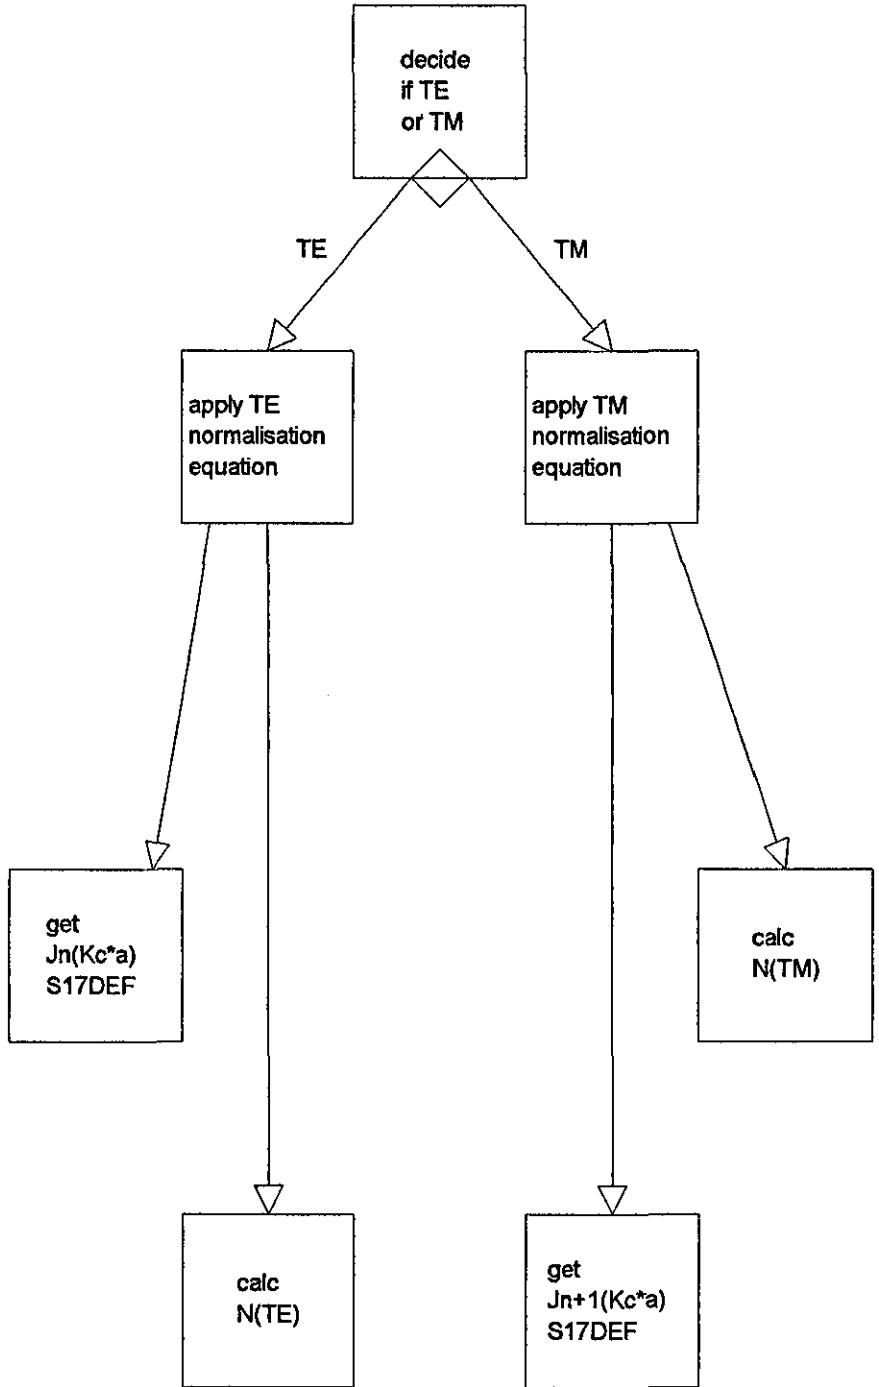 decide
if TE
or TM
TE
TM
apply TE
normalisation
equation
apply TM
normalisation
equation
get
Jn(Kc*a)
S17DEF
calc
N(TM)
calc
N(TE)
get
Jn+1(Kc*a)
S17DEF